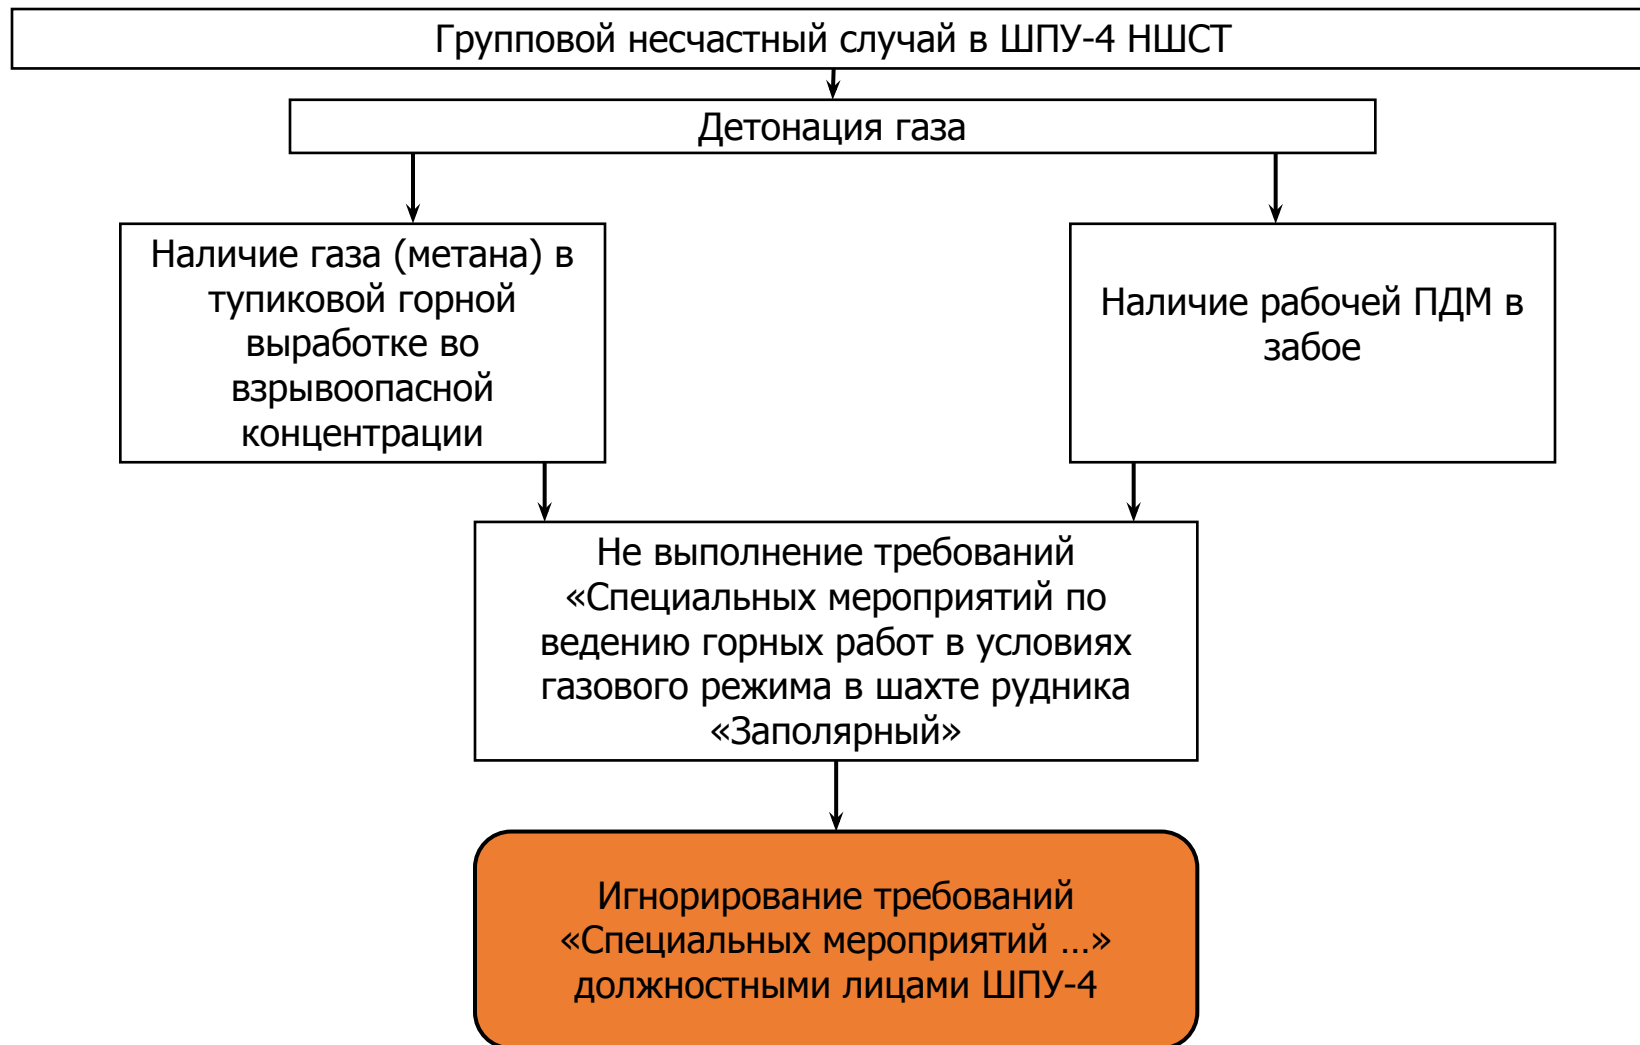 Групповой несчастный случай в ШПУ-4 НШСТ
Детонация газа
Наличие газа (метана) в
тупиковой горной
выработке во
взрывоопасной
концентрации
Наличие рабочей ПДМ в
забое
Не выполнение требований
«Специальных мероприятий по
ведению горных работ в условиях
газового режима в шахте рудника
«Заполярный»
Игнорирование требований
«Специальных мероприятий …»
должностными лицами ШПУ-4